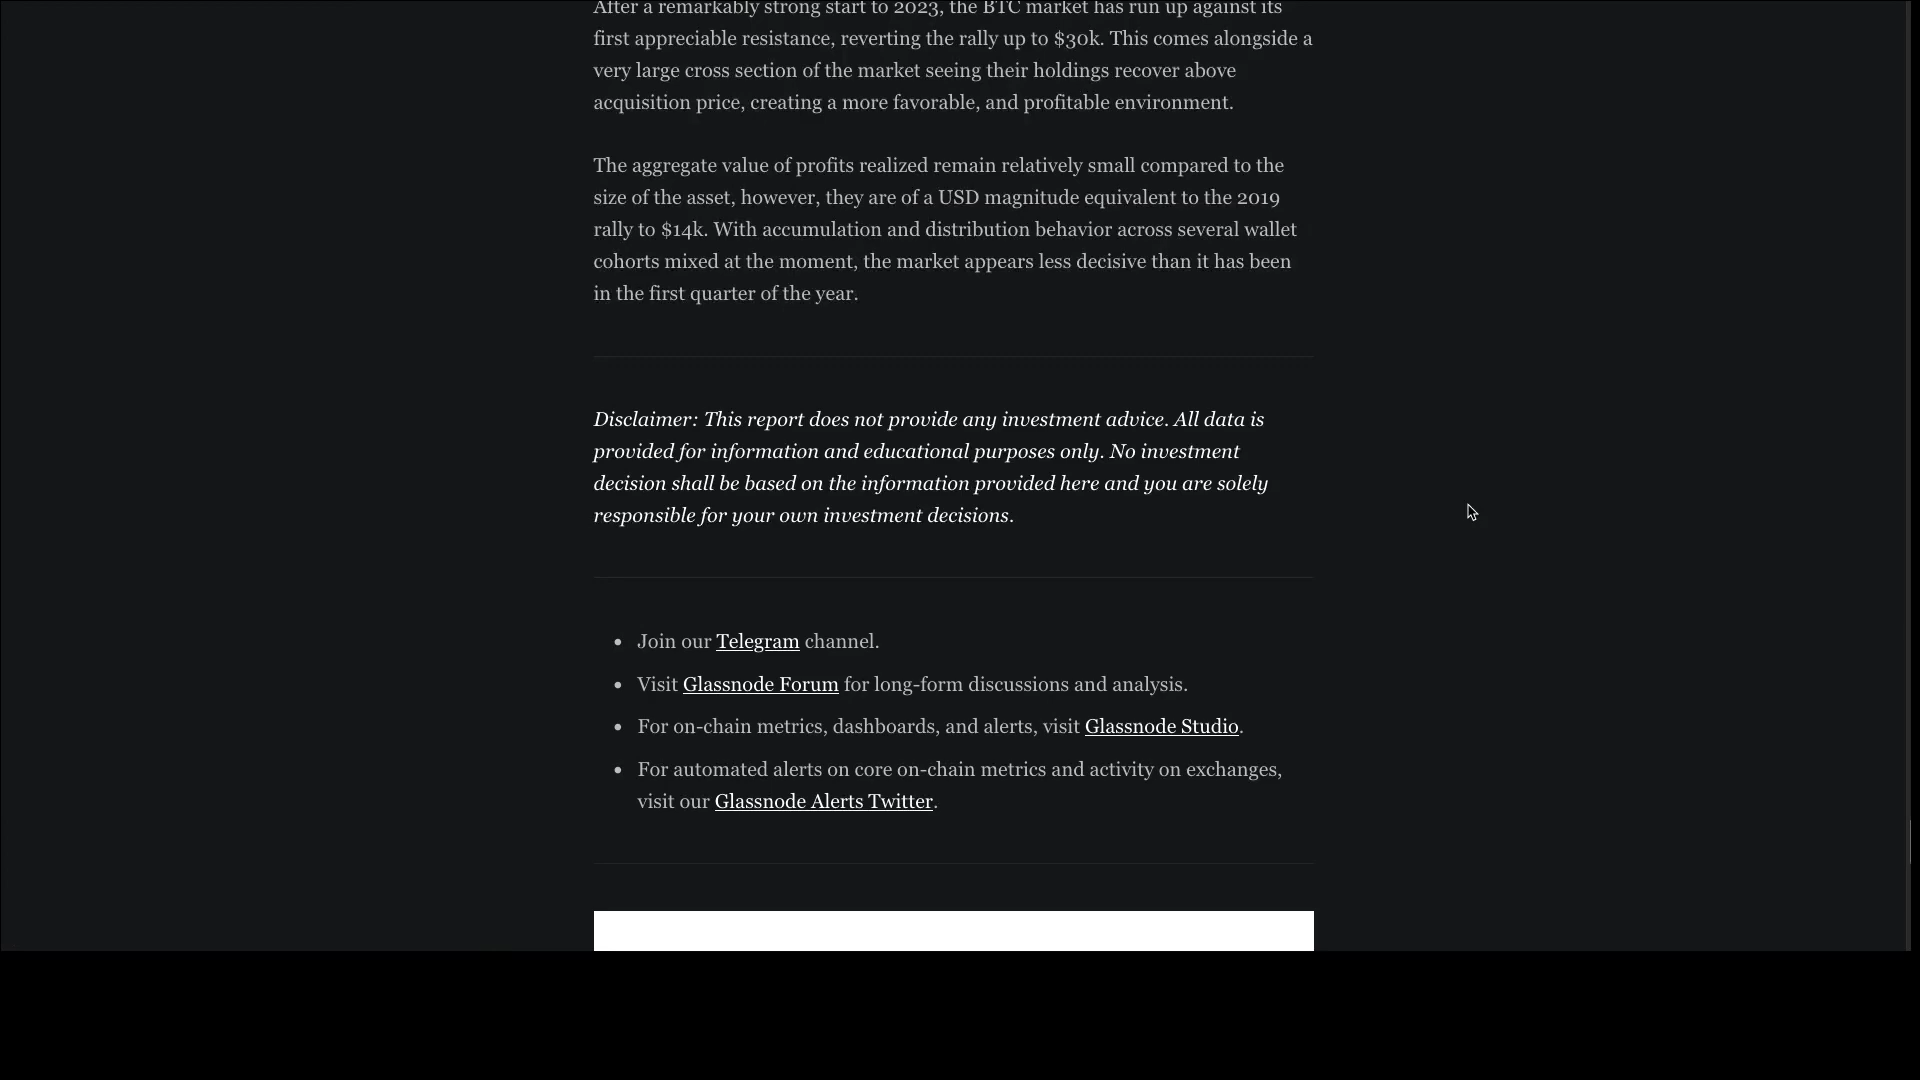 After a remarkably strong start to 2023, the BTC market has run up against its
first appreciable resistance, reverting the rally up to $30k. This comes alongside a
very large cross section of the market seeing their holdings recover above
acquisition price, creating a more favorable, and profitable environment.
The aggregate value of profits realized remain relatively small compared to the
size of the asset, however, they are of a USD magnitude equivalent to the 2019
rally to $14k. With accumulation and distribution behavior across several wallet
cohorts mixed at the moment, the market appears less decisive than it has been
in the first quarter of the year.
Disclaimer: This report does not provide any investment advice. All data is
provided for information and educational purposes only. No investment
decision shall be based on the information provided here and you are solely
responsible for your own investment decisions.
• Join our Telegram channel.
• Visit Glassnode Forum for long-form discussions and analysis.
• For on-chain metrics, dashboards, and alerts, visit Glassnode Studio.
• For automated alerts on core on-chain metrics and activity on exchanges,
visit our Glassnode Alerts Twitter.